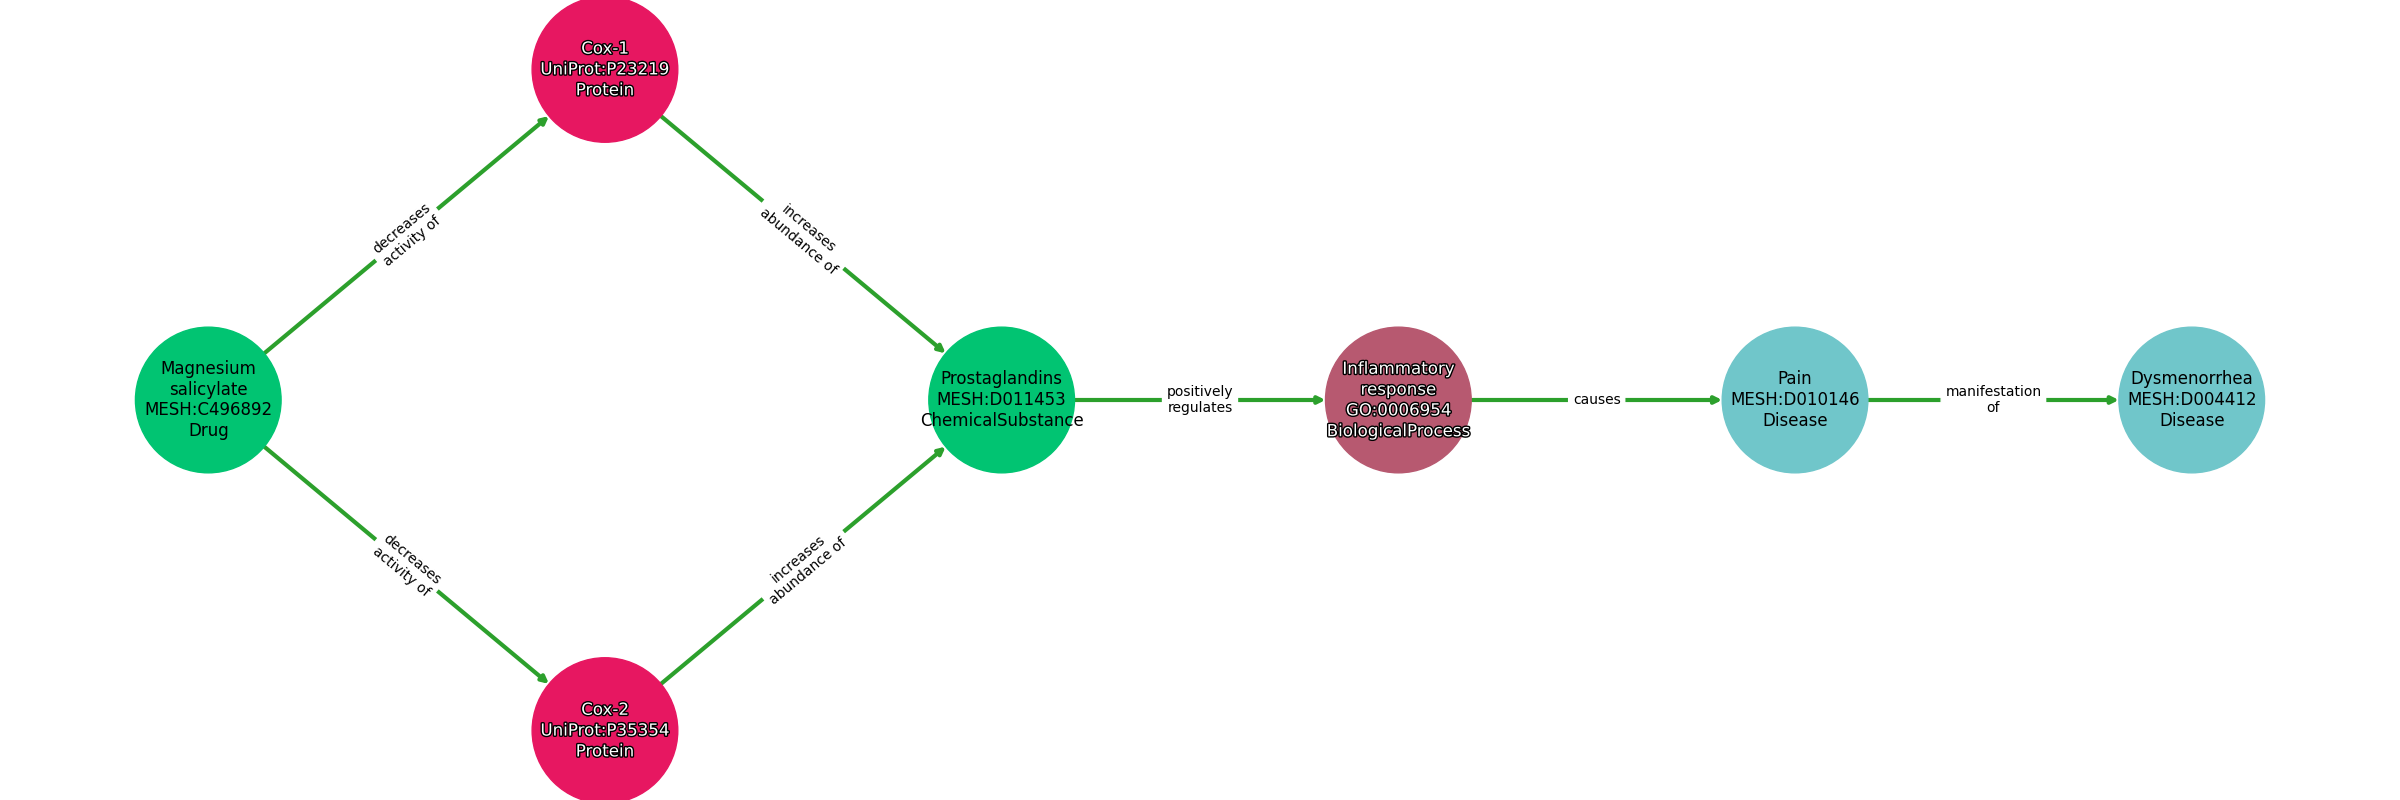 Cox-1
UniProt:P23219
Protein
decreases
activity of
increases
abundance of
Magnesium
salicylate
MESH:C496892
Drug
Prostaglandins
MESH:D011453
ChemicalSubstance
positively
regulates
Inflammatory
response
GO:0006954
BiologicalProcess
causes
Pain
MESH:D010146
Disease
manifestation
of
Dysmenorrhea
MESH:D004412
Disease
decreases
activity of
increases
abundance of
Cox-2
UniProt:P35354
Protein